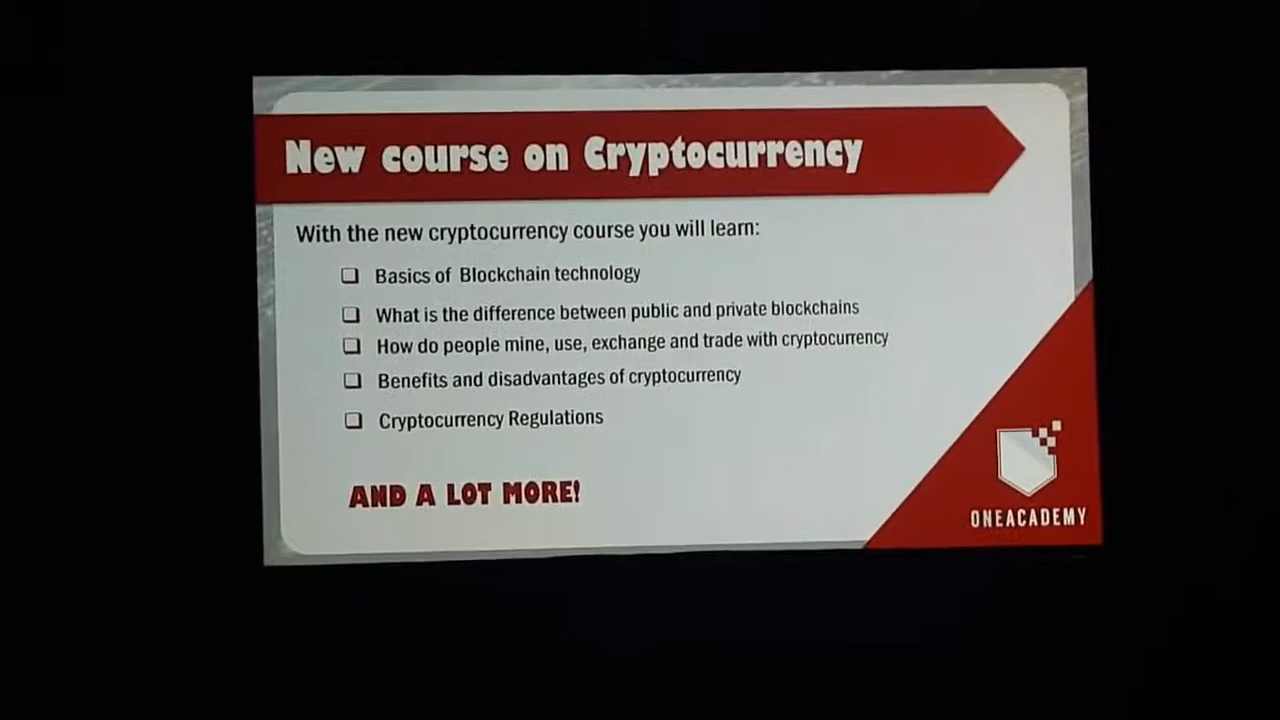 New course on Cryptocurrency
With the new cryptocurrency course you will learn:
Basics of Blockchain technology
What is the difference between public and private blockchains
How do people mine, use, exchange and trade with cryptocurrency
Benefits and disadvantages of cryptocurrency
Cryptocurrency Regulations
AND A LOT MORE!
ONEACADEMY